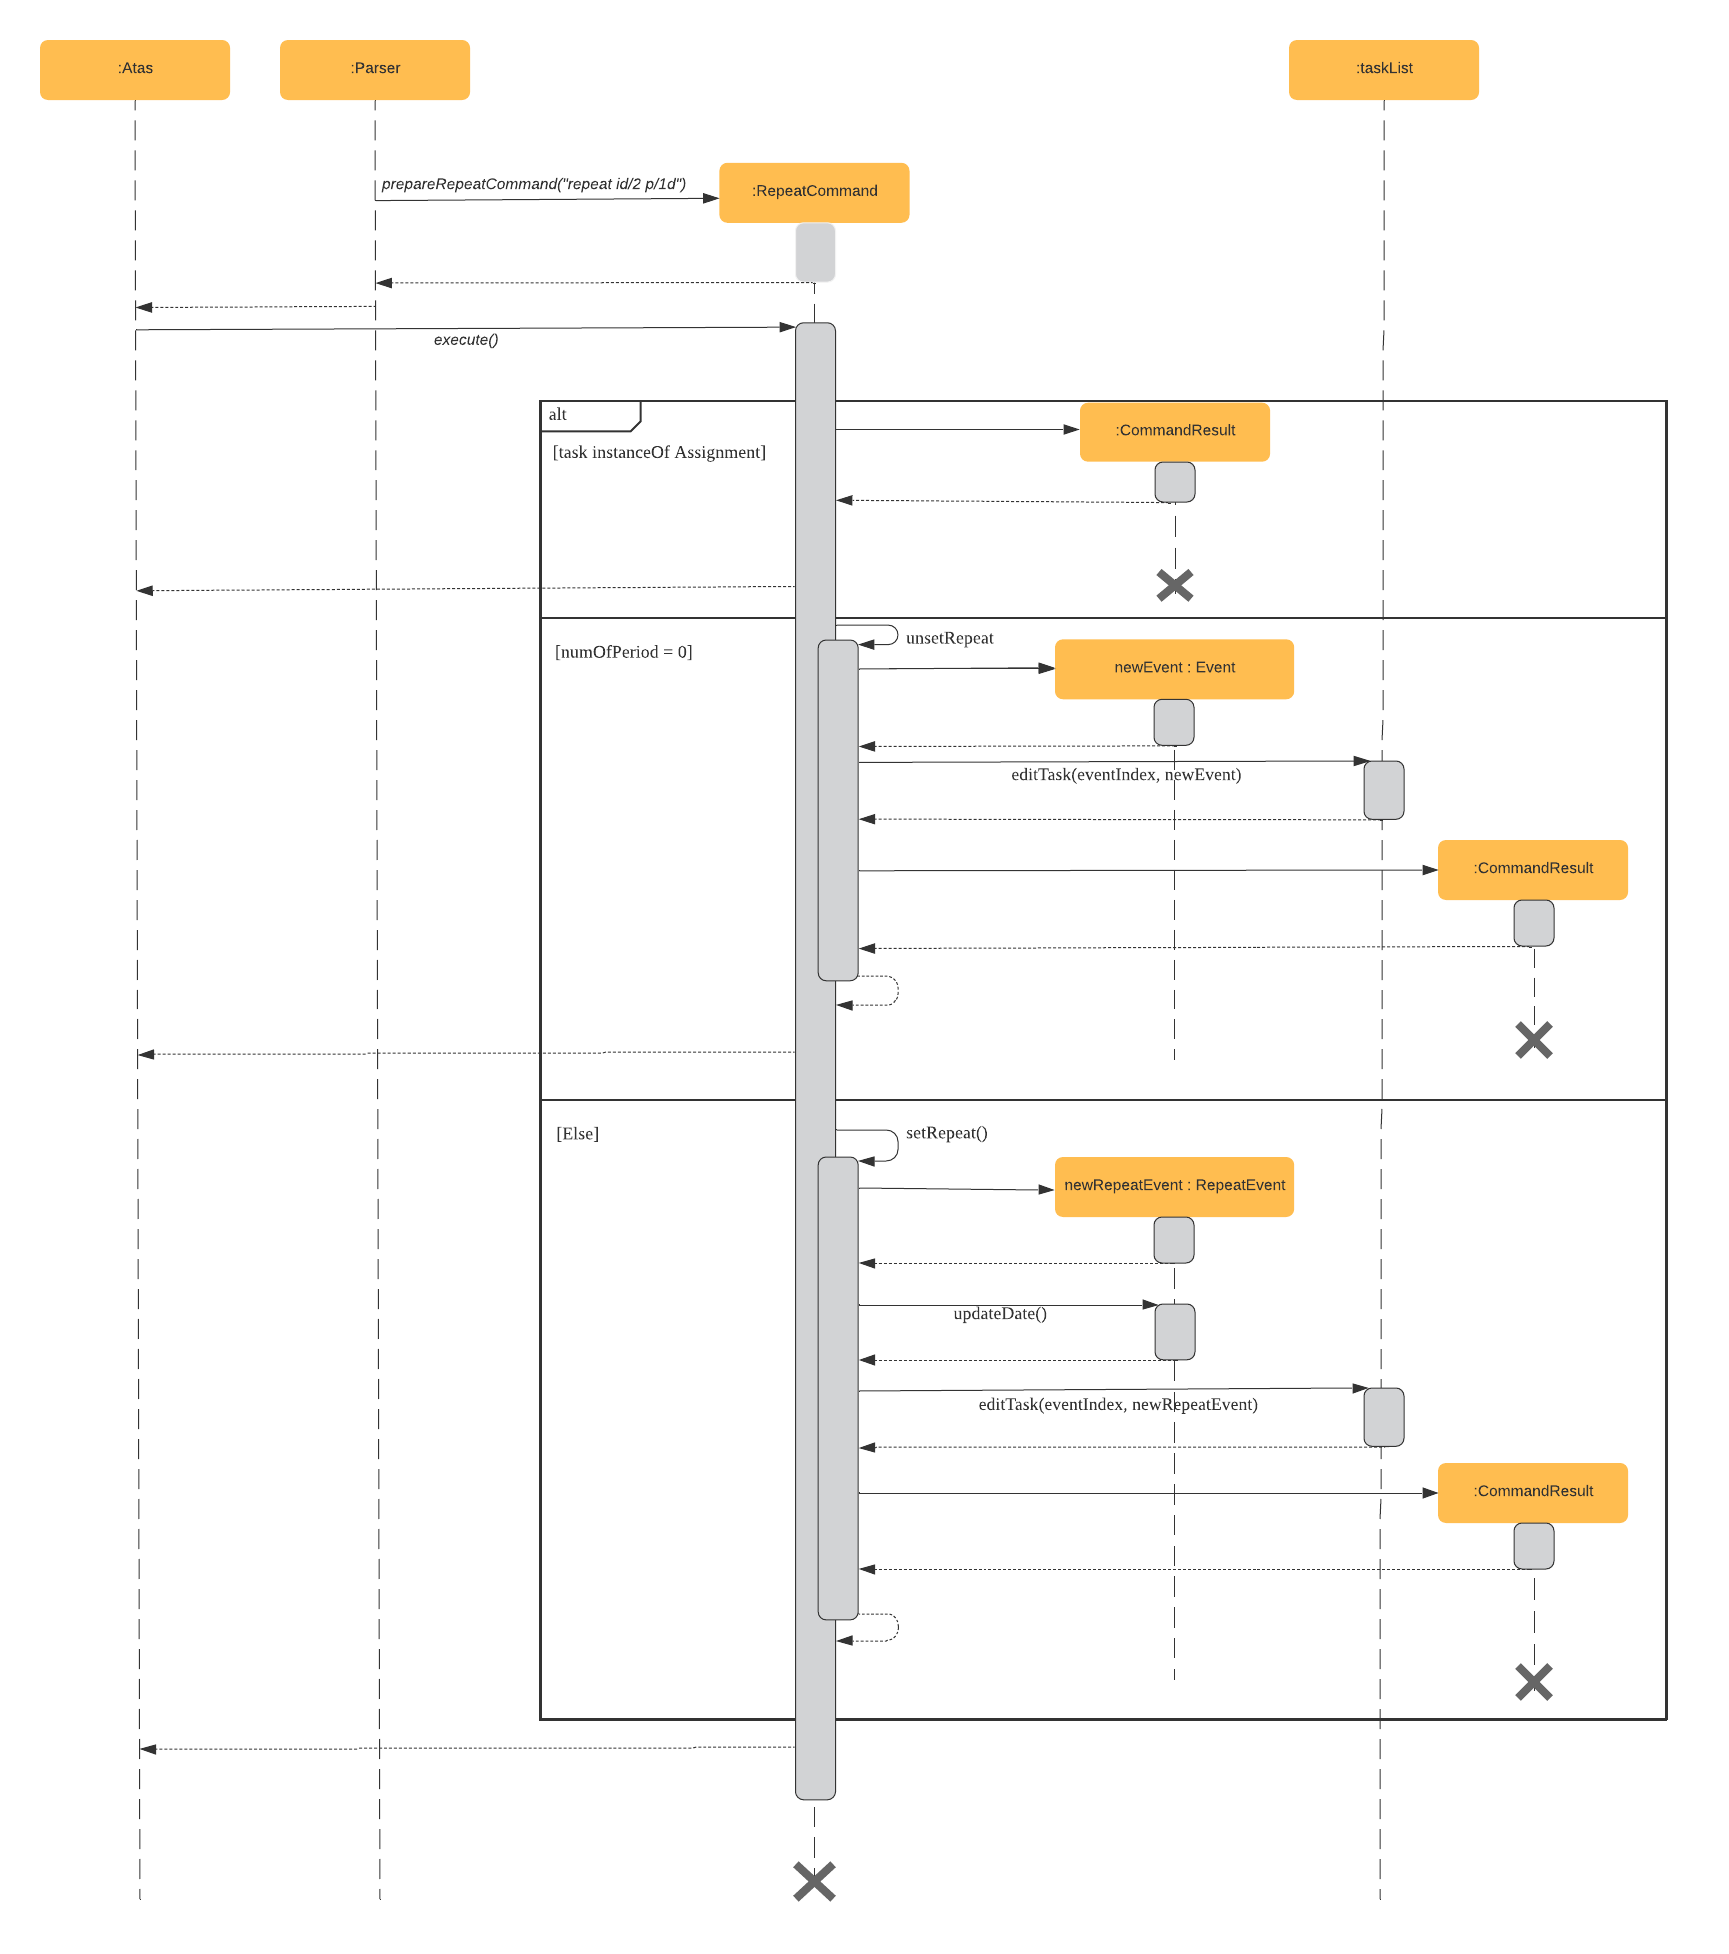 :Atas
:Parser
:taskList
prepareRepeatCommand("repeat id/2 p/1d")
:RepeatCommand
execute()
alt
:CommandResult
[task instanceOf Assignment]
unsetRepeat
[numOfPeriod = 0]
newEvent : Event
editTask(eventIndex, newEvent)
:CommandResult
[Else]
setRepeat()
newRepeatEvent : RepeatEvent
updateDate()
editTask(eventIndex, newRepeatEvent)
:CommandResult